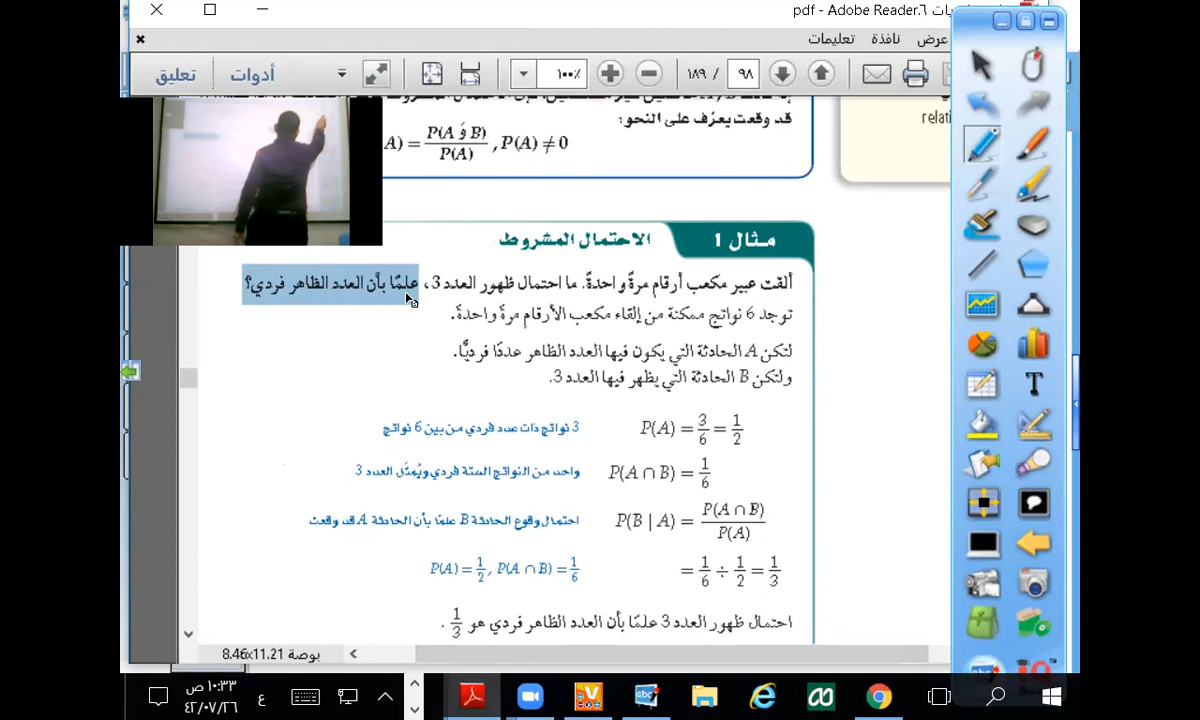 pdf - Adobe Reader.٦ يات
عرض نافذة تعليمات
٩٨ / ١٨٩ ١٠٠٪ أدوات تعليق
relati
قد وقعت يعرَّف على النحو:
A) = P(A وَ B) / P(A) , P(A) ≠ 0
مثال 1 الاحتمال المشروط
ألقت عبير مكعب أرقام مرةً واحدةً. ما احتمال ظهور العدد 3، علمًا بأن العدد الظاهر فردي؟
توجد 6 نواتج ممكنة من إلقاء مكعب الأرقام مرةً واحدةً.
لتكن A الحادثة التي يكون فيها العدد الظاهر عددًا فرديًّا.
ولتكن B الحادثة التي يظهر فيها العدد 3.
P(A) = 3/6 = 1/2 3 نواتج ذات عدد فردي من بين 6 نواتج
P(A ∩ B) = 1/6 واحد من النواتج الستة فردي ويُمثِّل العدد 3
P(B | A) = P(A ∩ B) / P(A) احتمال وقوع الحادثة B علمًا بأن الحادثة A قد وقعت
= 1/6 ÷ 1/2 = 1/3 P(A) = 1/2, P(A ∩ B) = 1/6
احتمال ظهور العدد 3 علمًا بأن العدد الظاهر فردي هو 1/3 .
8.46x11.21 بوصة
١٠:٣٣ ص
ع
٤٢/٠٧/٢٦